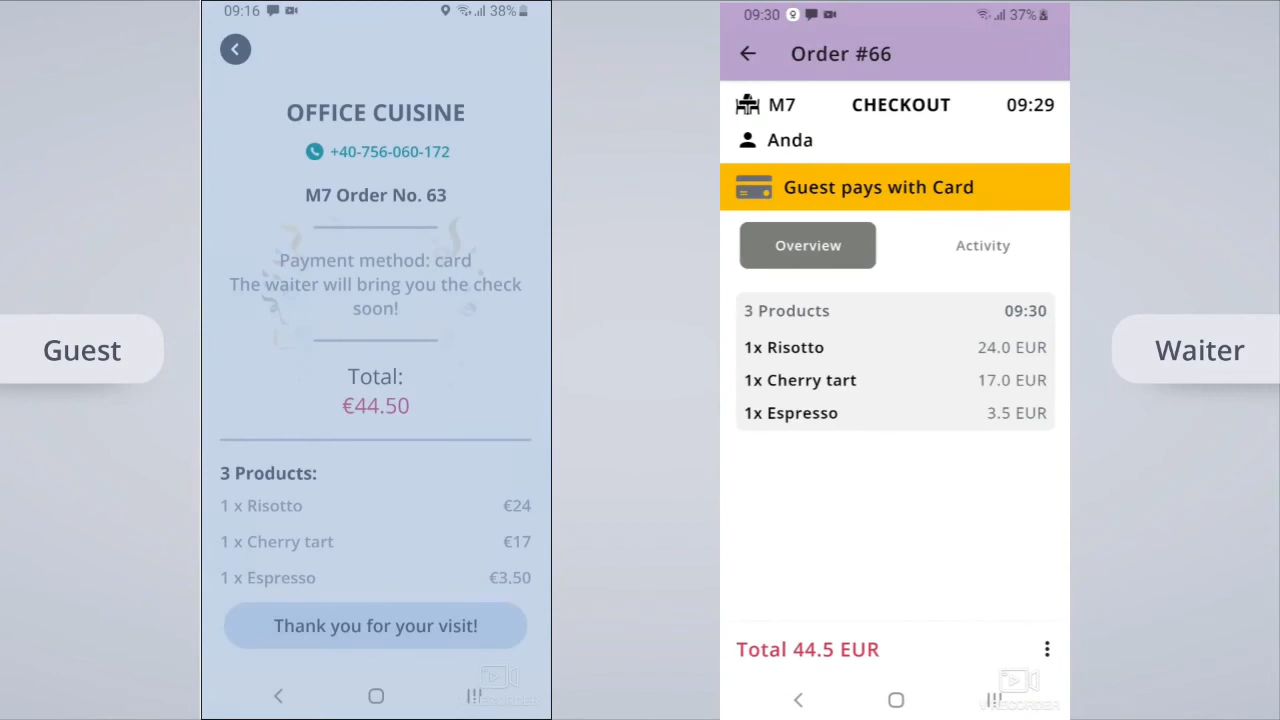 Guest
09:16 38%
OFFICE CUISINE
+40-756-060-172
M7 Order No. 63
Payment method: card
The waiter will bring you the check
soon!
Total:
€44.50
3 Products:
1 x Risotto €24
1 x Cherry tart €17
1 x Espresso €3.50
Thank you for your visit!
09:30 37%
Order #66
M7 CHECKOUT 09:29
Anda
Guest pays with Card
Overview Activity
3 Products 09:30
1x Risotto 24.0 EUR
1x Cherry tart 17.0 EUR
1x Espresso 3.5 EUR
Total 44.5 EUR
Waiter